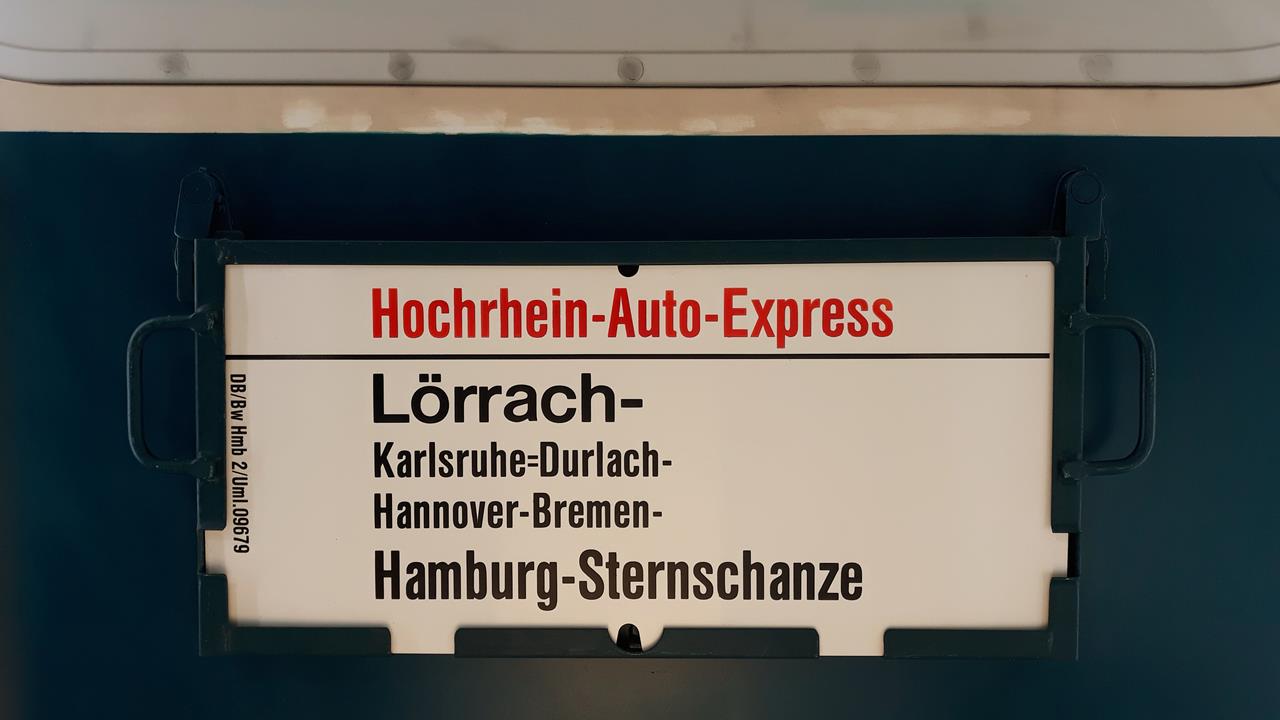 Hochrhein-Auto-Express
Lörrach-
Karlsruhe=Durlach-
Hannover-Bremen-
Hamburg-Sternschanze
DB/Bw Hmb 2/Uml.09679